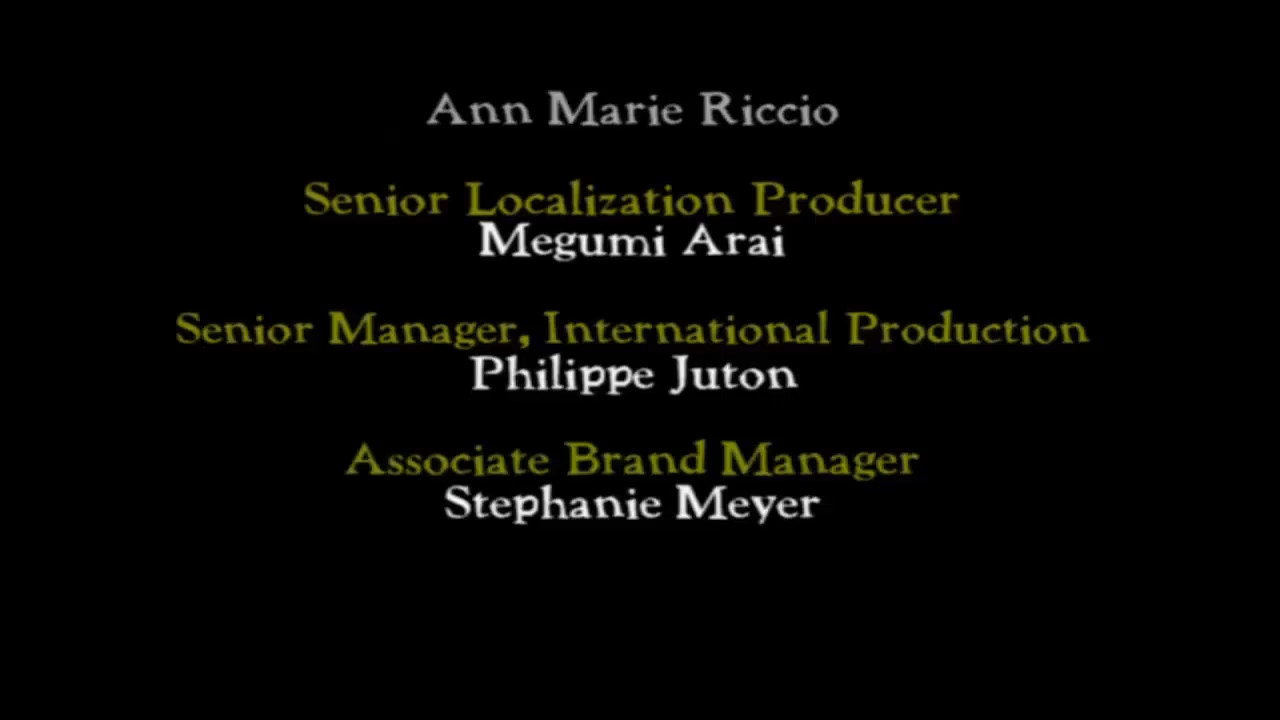 Ann Marie Riccio
Senior Localization Producer
Megumi Arai
Senior Manager, International Production
Philippe Juton
Associate Brand Manager
Stephanie Meyer